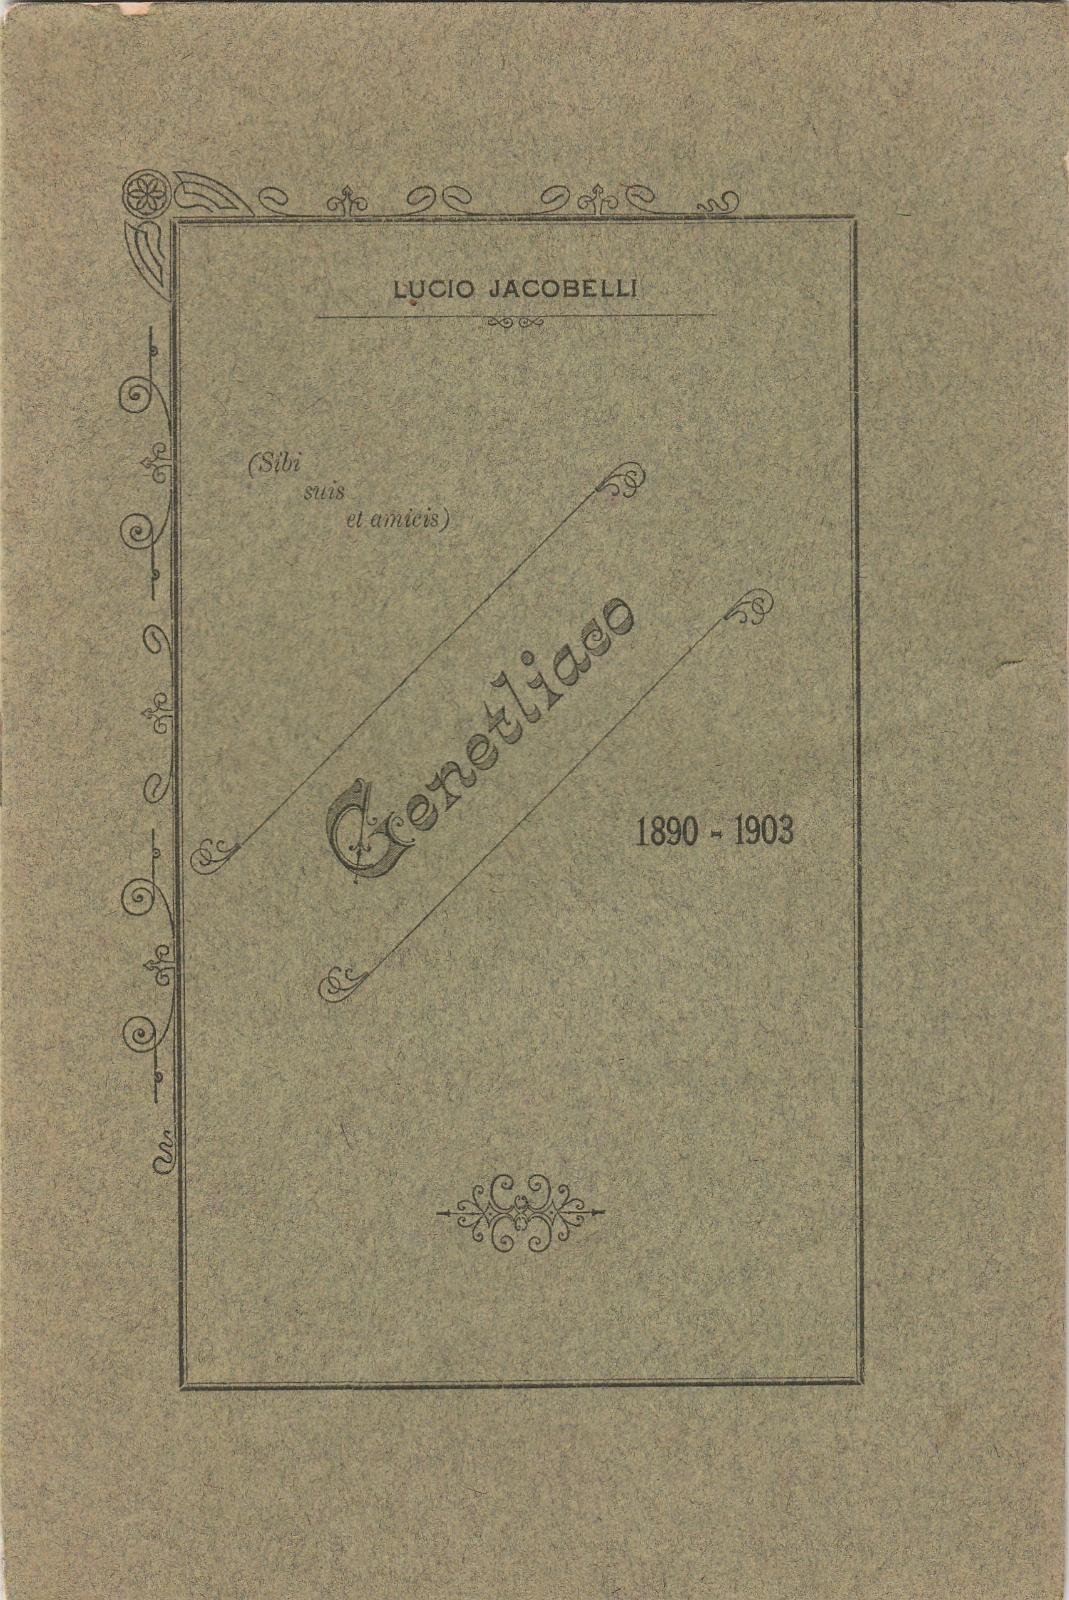 LUCIO JACOBELLI
(Sibi
suis
et amicis)
Genetliaco
1890 - 1903